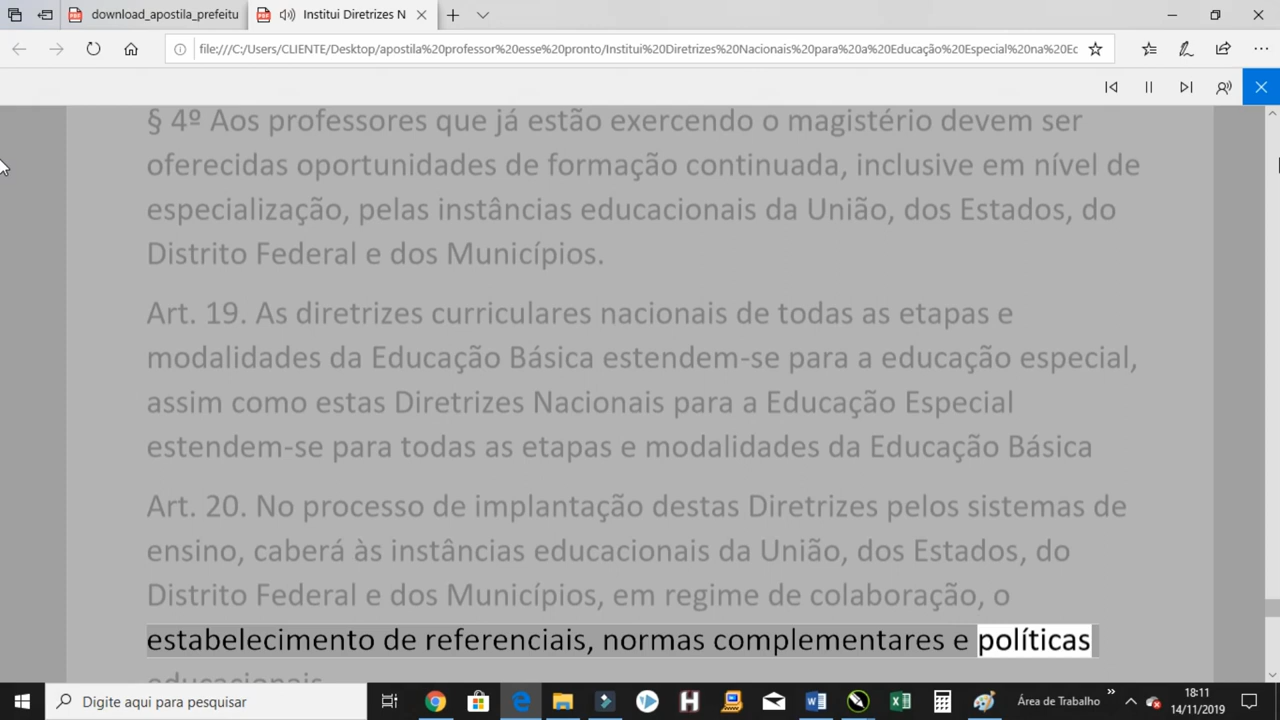 download_apostila_prefeitu
Institui Diretrizes N
file:///C:/Users/CLIENTE/Desktop/apostila%20professor%20esse%20pronto/Institui%20Diretrizes%20Nacionais%20para%20a%20Educação%20Especial%20na%20Ec
§ 4º Aos professores que já estão exercendo o magistério devem ser
oferecidas oportunidades de formação continuada, inclusive em nível de
especialização, pelas instâncias educacionais da União, dos Estados, do
Distrito Federal e dos Municípios.
Art. 19. As diretrizes curriculares nacionais de todas as etapas e
modalidades da Educação Básica estendem-se para a educação especial,
assim como estas Diretrizes Nacionais para a Educação Especial
estendem-se para todas as etapas e modalidades da Educação Básica
Art. 20. No processo de implantação destas Diretrizes pelos sistemas de
ensino, caberá às instâncias educacionais da União, dos Estados, do
Distrito Federal e dos Municípios, em regime de colaboração, o
estabelecimento de referenciais, normas complementares e políticas
educacionais
Digite aqui para pesquisar
Área de Trabalho
18:11
14/11/2019